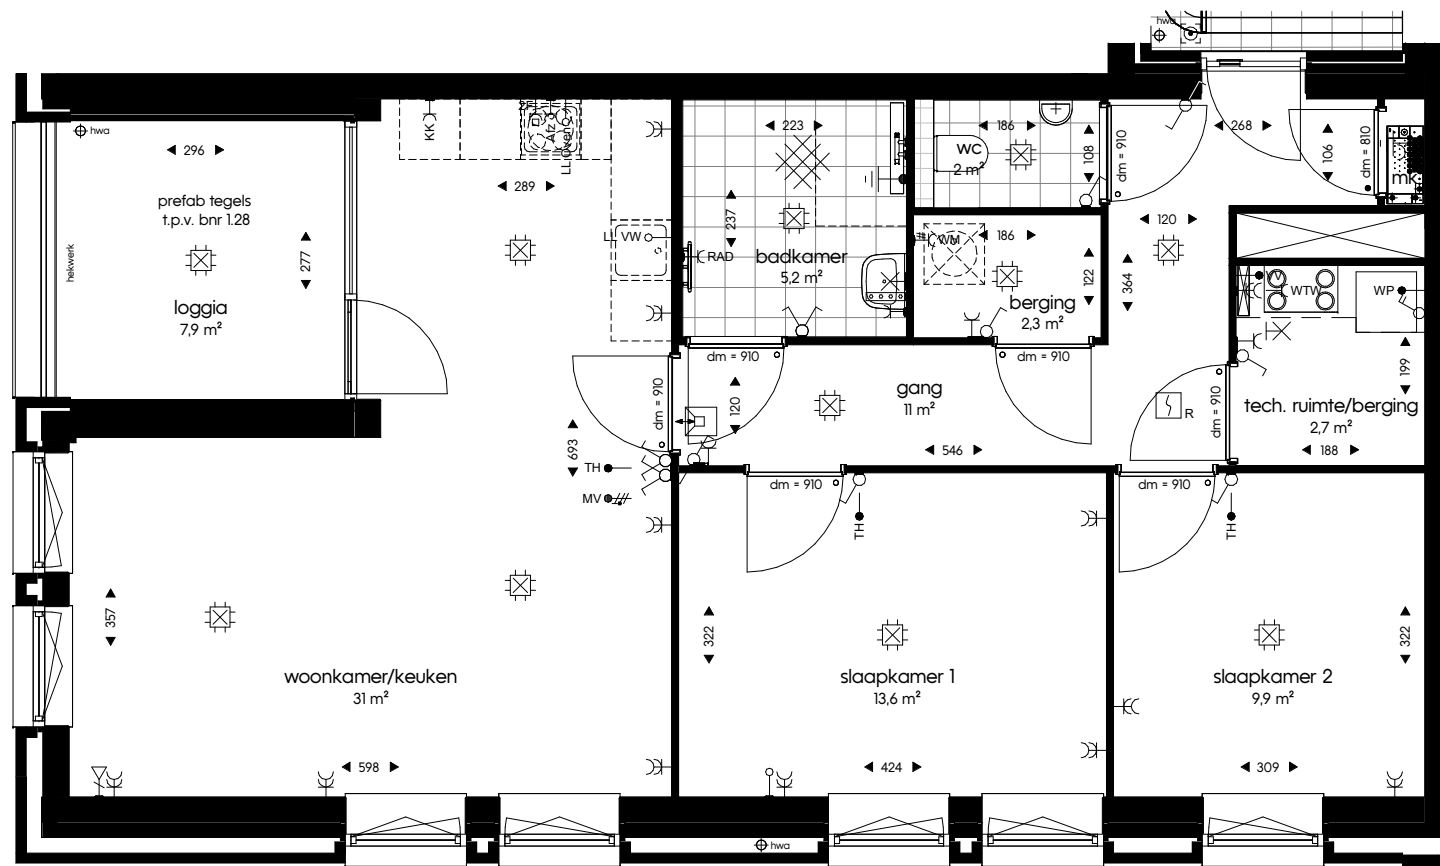 hwa
hwa
296
prefab tegels
t.p.v. bnr 1.28
hekwerk
277
loggia
7,9 m²
KK
Afz
LL Oven
289
LL VW
223
237
RAD
badkamer
5,2 m²
186
wc
2 m²
108
dm = 910
268
106
dm = 810
mk
120
WM
186
122
berging
2,3 m²
364
WTW
WP
199
tech. ruimte/berging
2,7 m²
188
dm = 910
dm = 910
dm = 910
dm = 910
120
gang
11 m²
R
546
693
TH
MV
dm = 910
dm = 910
TH
TH
357
322
322
woonkamer/keuken
31 m²
slaapkamer 1
13,6 m²
slaapkamer 2
9,9 m²
598
424
309
hwa